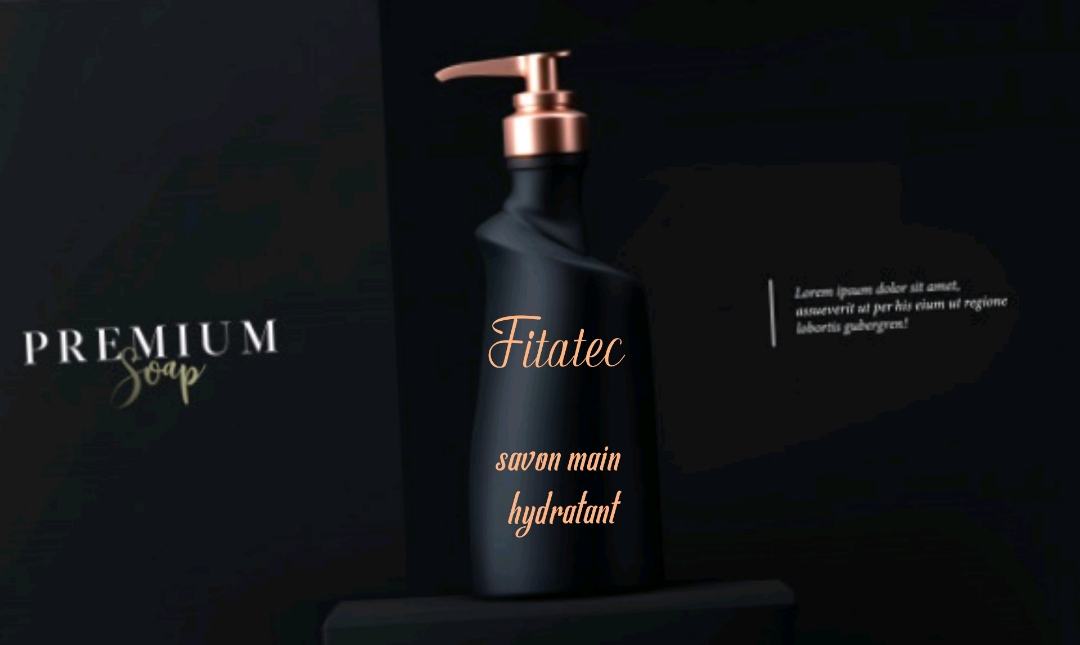 PREMIUM
Soap
Fitatec
savon main
hydratant
Lorem ipsum dolor sit amet,
assueverit ut per his eium ut regione
lobortis gubergren!